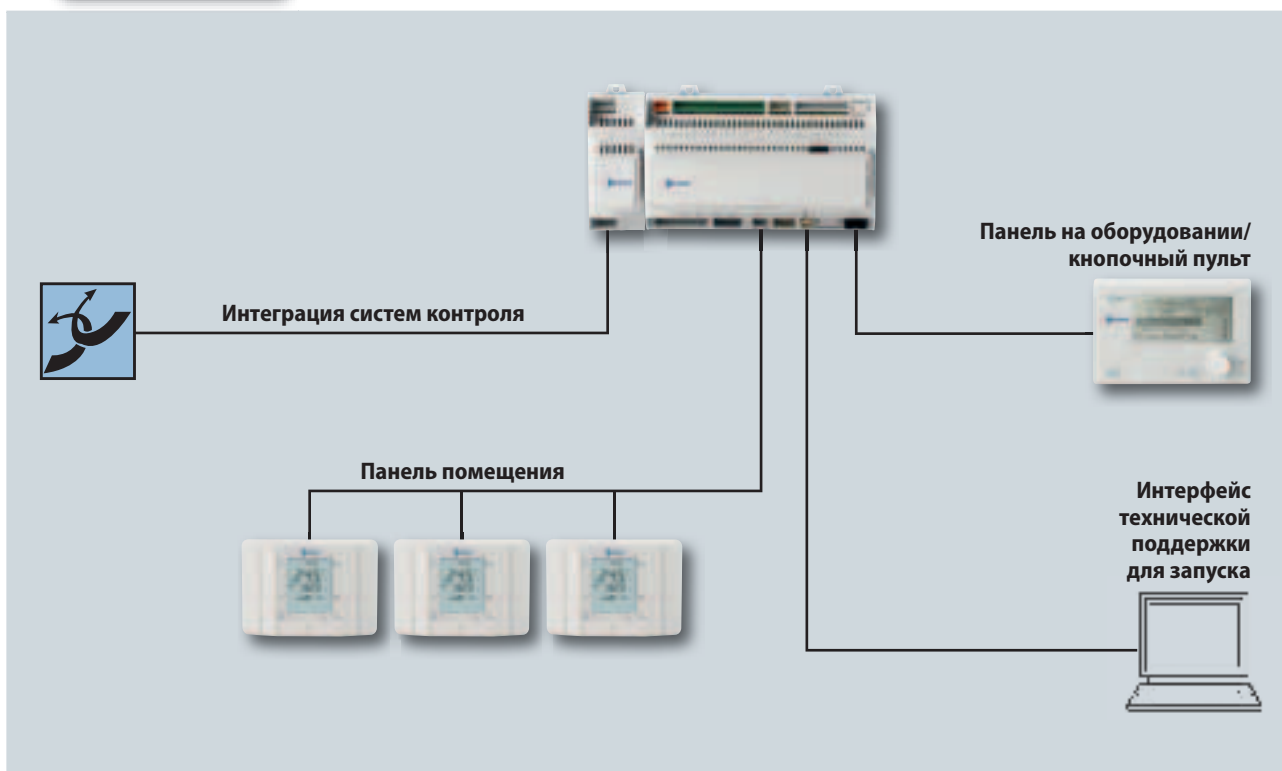 Панель на оборудовании/
кнопочный пульт
Интеграция систем контроля
Панель помещения
Интерфейс
технической
поддержки
для запуска